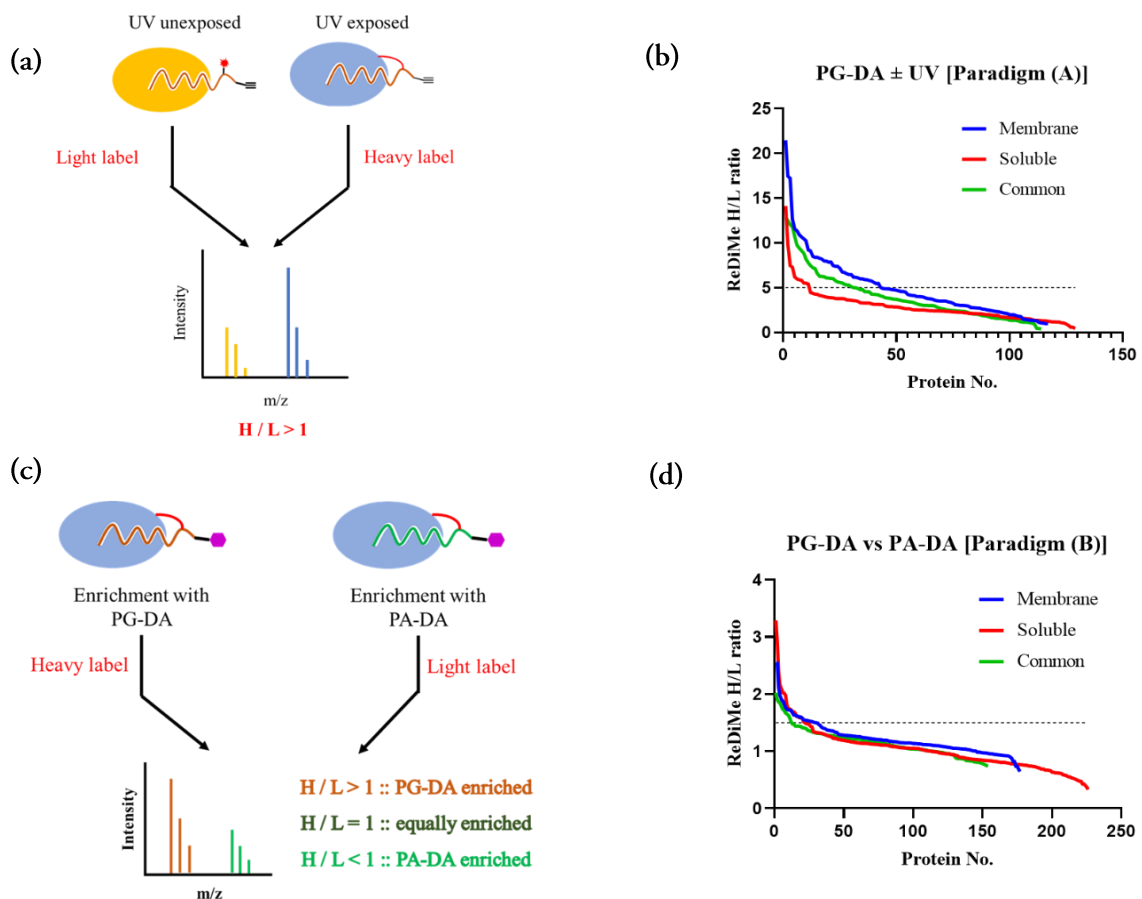 (a)
UV unexposed
UV exposed
Light label
Heavy label
Intensity
m/z
H / L > 1
(b)
PG-DA ± UV [Paradigm (A)]
ReDiMe H/L ratio
25
20
15
10
5
0
Membrane
Soluble
Common
0 50 100 150
Protein No.
(c)
Enrichment with
PG-DA
Enrichment with
PA-DA
Heavy label
Light label
Intensity
m/z
H / L > 1 :: PG-DA enriched
H / L = 1 :: equally enriched
H / L < 1 :: PA-DA enriched
(d)
PG-DA vs PA-DA [Paradigm (B)]
ReDiMe H/L ratio
4
3
2
1
0
Membrane
Soluble
Common
0 50 100 150 200 250
Protein No.